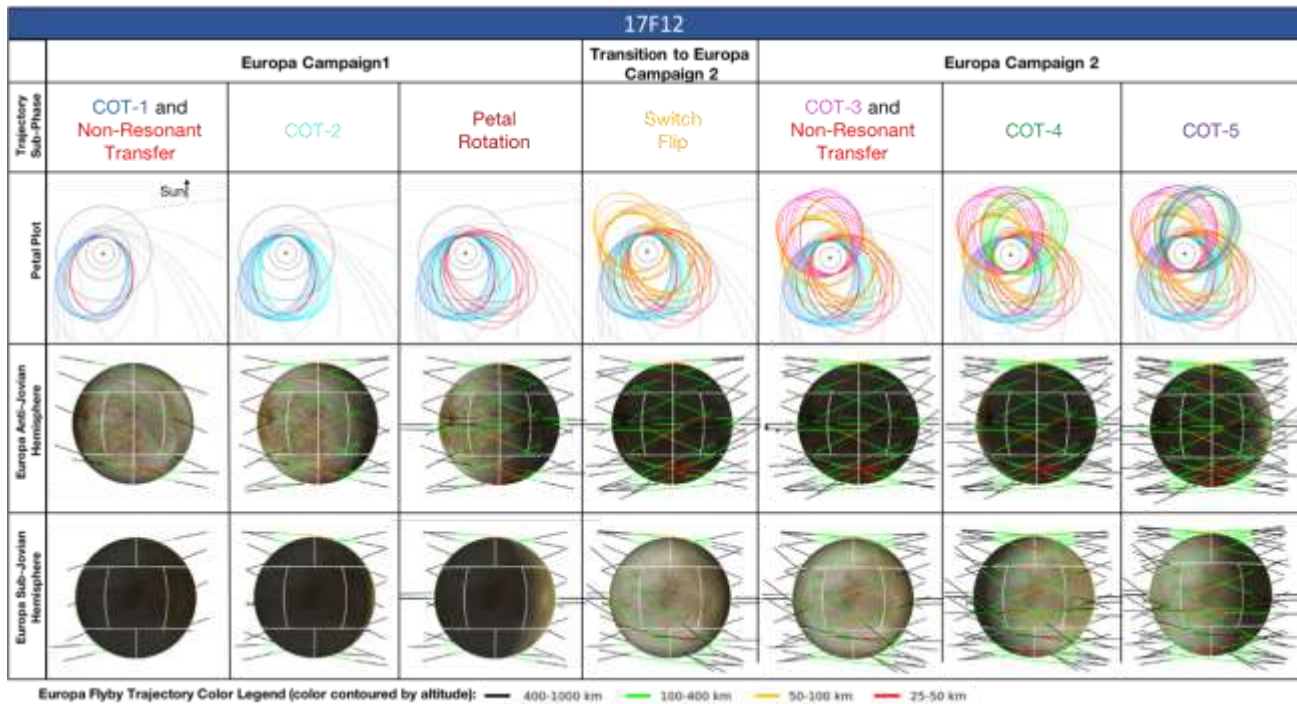 17F12
Europa Campaign1
Transition to Europa
Campaign 2
Europa Campaign 2
Trajectory
Sub-Phase
COT-1 and
Non-Resonant
Transfer
COT-2
Petal
Rotation
Switch
Flip
COT-3 and
Non-Resonant
Transfer
COT-4
COT-5
Petal Plot
Sun
Europa Anti-Jovian
Hemisphere
Europa Sub-Jovian
Hemisphere
Europa Flyby Trajectory Color Legend (color contoured by altitude): 400-1000 km 100-400 km 50-100 km 25-50 km